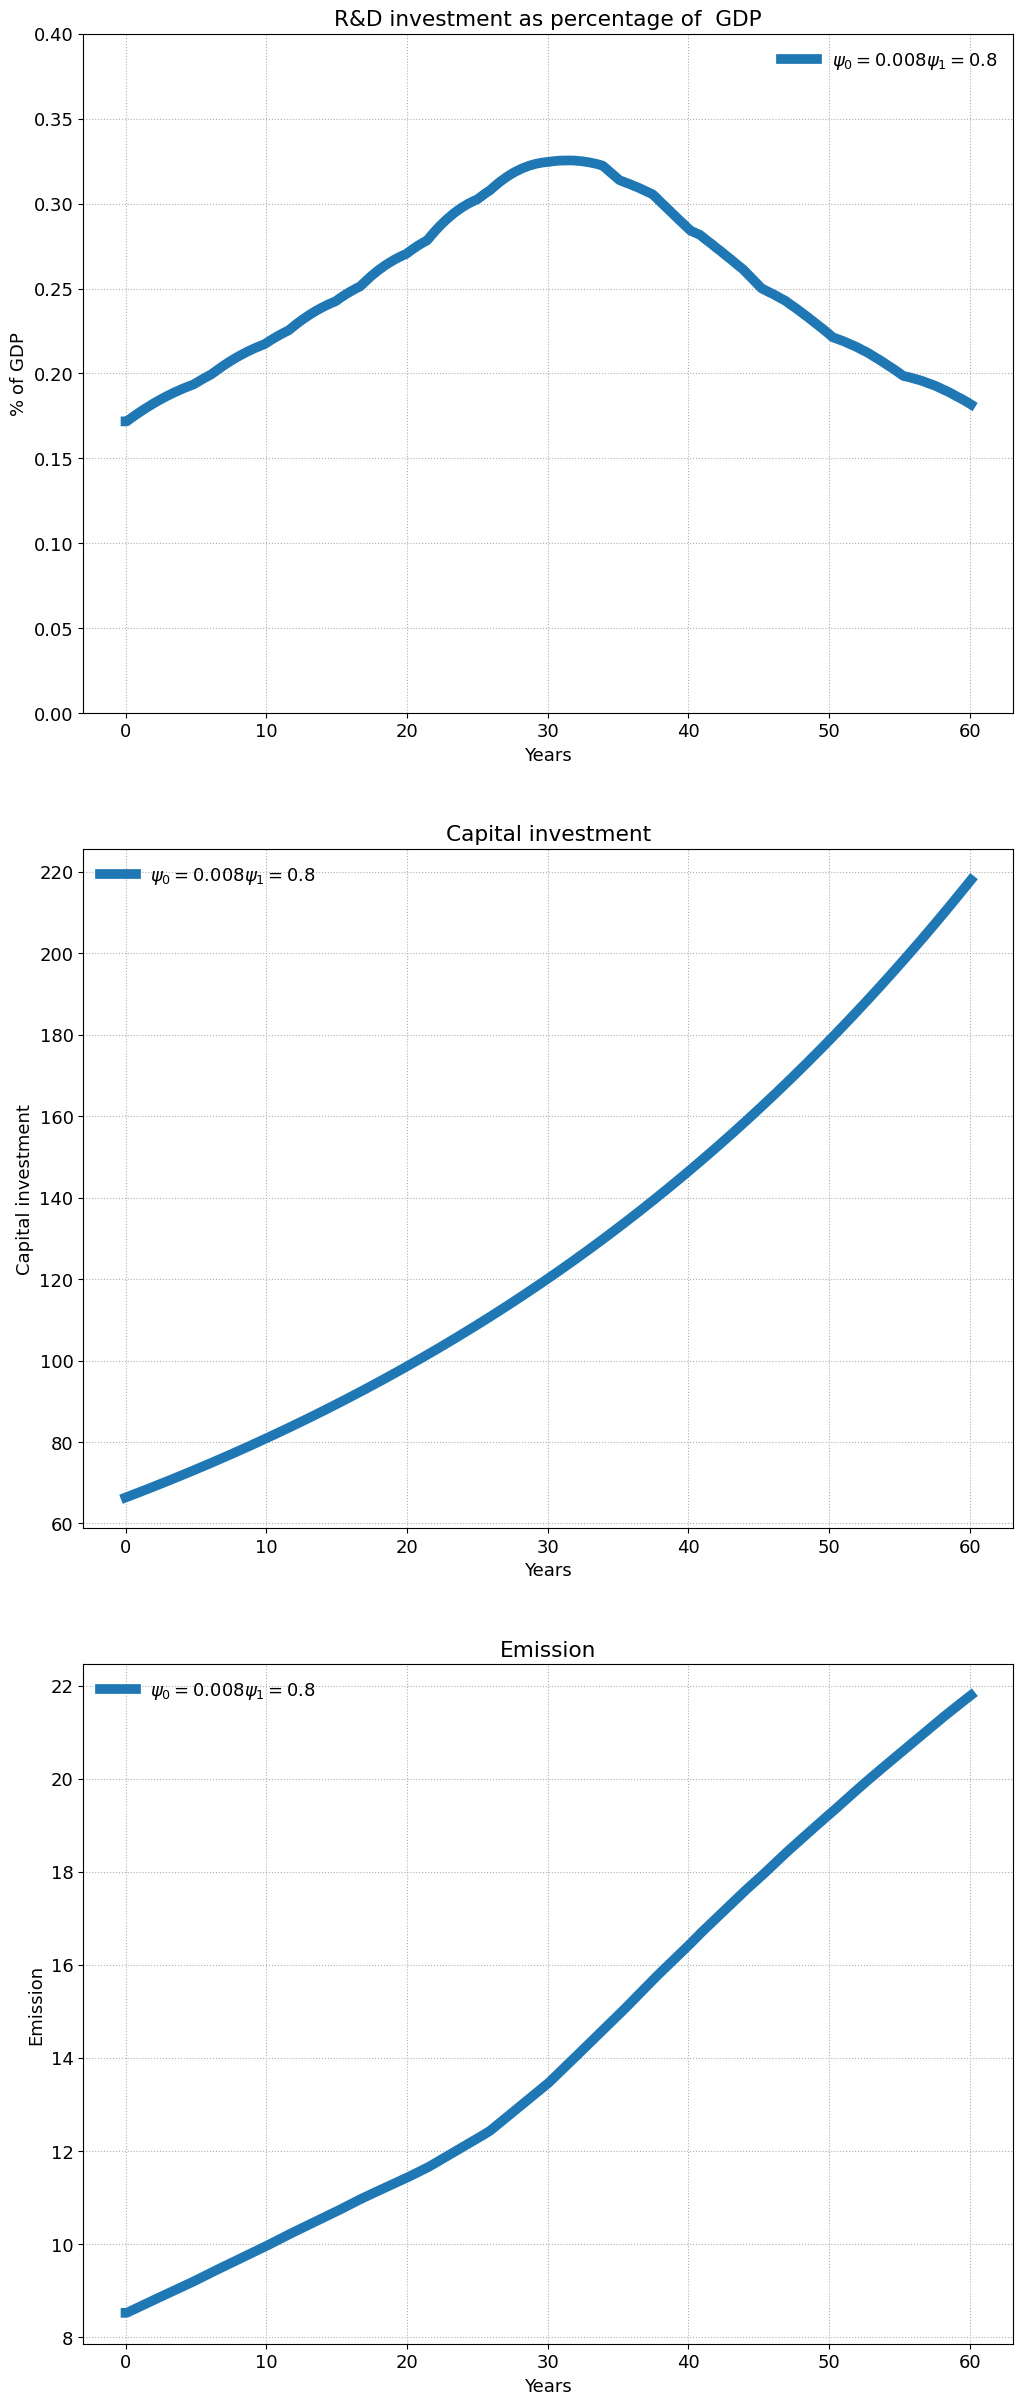 R&D investment as percentage of  GDP
0.40
0.35
0.30
0.25
0.20
0.15
0.10
0.05
0.00
% of GDP
ψ₀ = 0.008ψ₁ = 0.8
0 10 20 30 40 50 60
Years
Capital investment
220
200
180
160
140
120
100
80
60
Capital investment
ψ₀ = 0.008ψ₁ = 0.8
0 10 20 30 40 50 60
Years
Emission
22
20
18
16
14
12
10
8
Emission
ψ₀ = 0.008ψ₁ = 0.8
0 10 20 30 40 50 60
Years